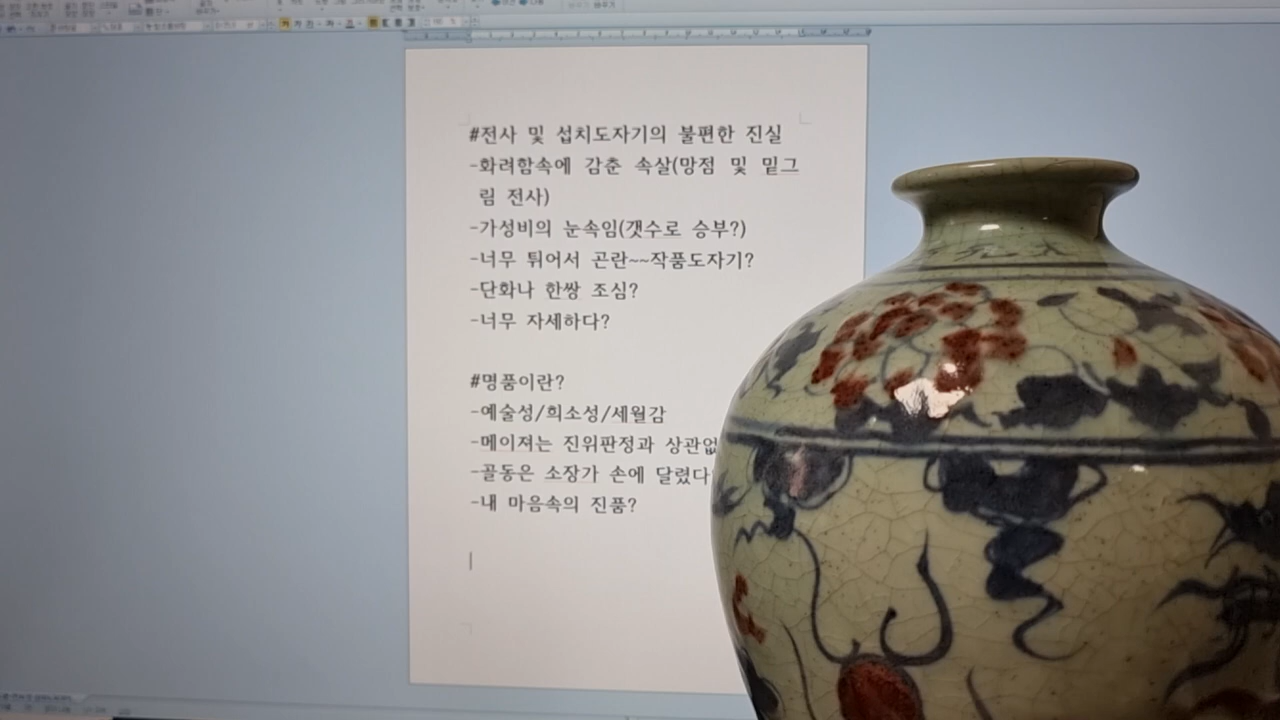 #전사 및 섭치도자기의 불편한 진실
-화려함속에 감춘 속살(망점 및 밑그
림 전사)
-가성비의 눈속임(갯수로 승부?)
-너무 튀어서 곤란~~작품도자기?
-단화나 한쌍 조심?
-너무 자세하다?
#명품이란?
-예술성/희소성/세월감
-메이져는 진위판정과 상관없
-골동은 소장가 손에 달렸다
-내 마음속의 진품?